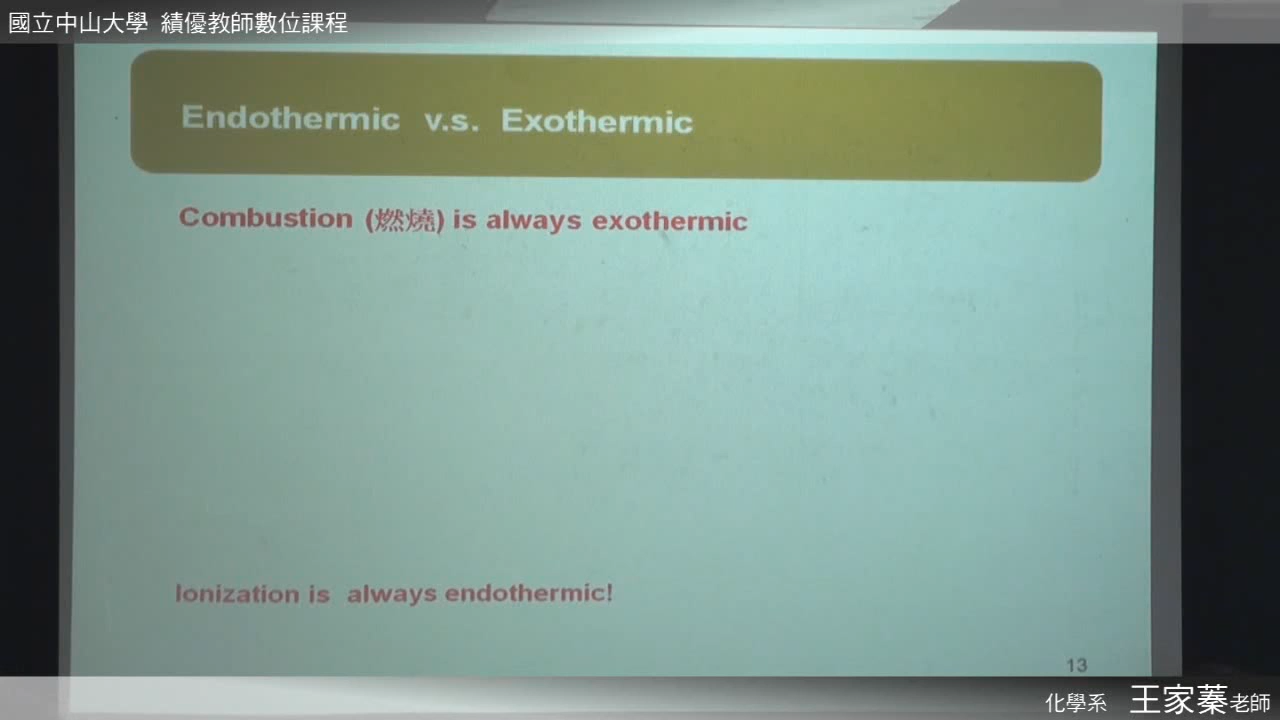 國立中山大學 績優教師數位課程
Endothermic v.s. Exothermic
Combustion (燃燒) is always exothermic
Ionization is always endothermic!
13
化學系 王家蓁老師